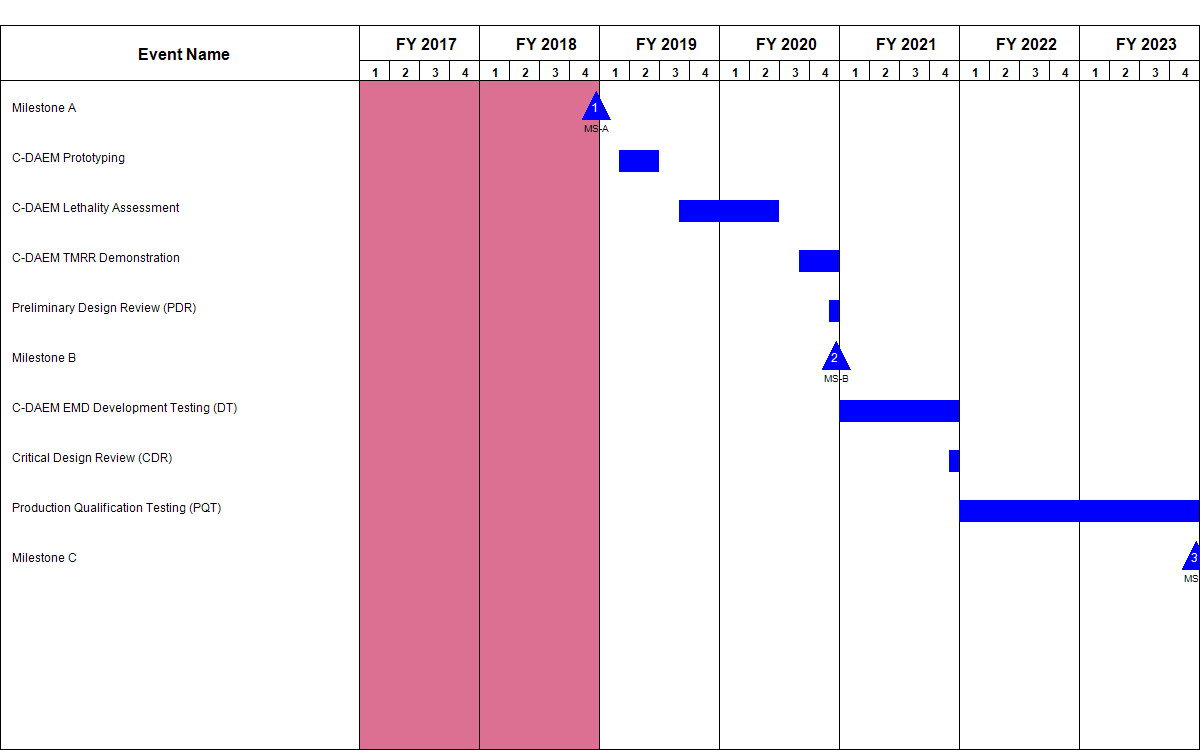 Event Name
FY 2017 FY 2018 FY 2019 FY 2020 FY 2021 FY 2022 FY 2023
1 2 3 4 1 2 3 4 1 2 3 4 1 2 3 4 1 2 3 4 1 2 3 4 1 2 3 4
Milestone A
1
MS-A
C-DAEM Prototyping
C-DAEM Lethality Assessment
C-DAEM TMRR Demonstration
Preliminary Design Review (PDR)
Milestone B
2
MS-B
C-DAEM EMD Development Testing (DT)
Critical Design Review (CDR)
Production Qualification Testing (PQT)
Milestone C
3
MS